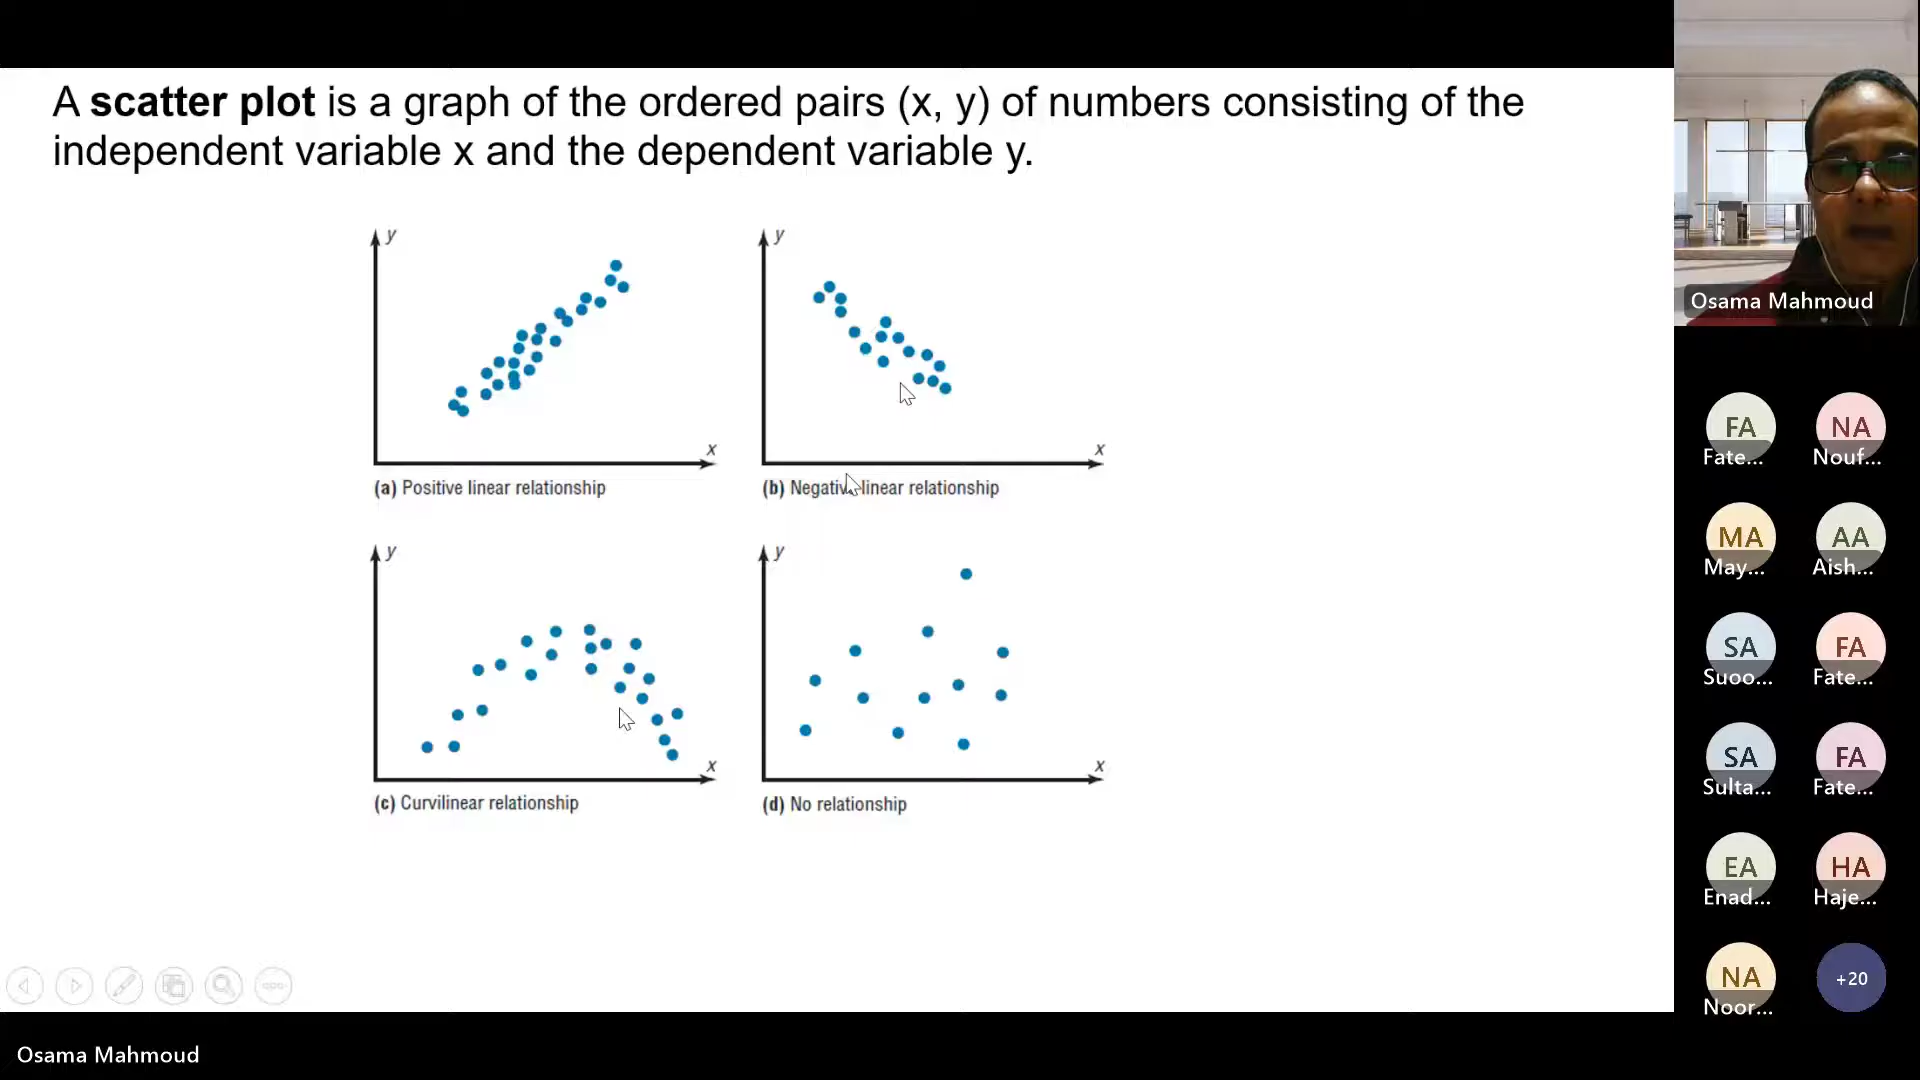 A scatter plot is a graph of the ordered pairs (x, y) of numbers consisting of the
independent variable x and the dependent variable y.
y
x
(a) Positive linear relationship
y
x
(b) Negative linear relationship
y
x
(c) Curvilinear relationship
y
x
(d) No relationship
Osama Mahmoud
FA
Fate...
NA
Nouf...
MA
May...
AA
Aish...
SA
Suoo...
FA
Fate...
SA
Sulta...
FA
Fate...
EA
Enad...
HA
Haje...
NA
Noor...
+20
Osama Mahmoud